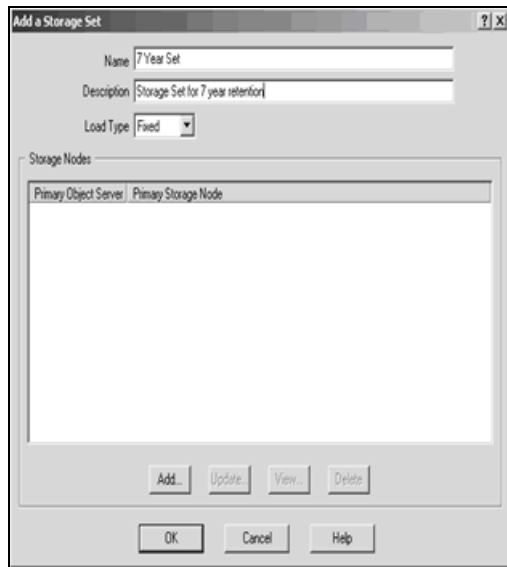 Add a Storage Set ? X
Name 7 Year Set
Description Storage Set for 7 year retention
Load Type Fixed
Storage Nodes
Primary Object Server Primary Storage Node
Add... Update... View... Delete
OK Cancel Help